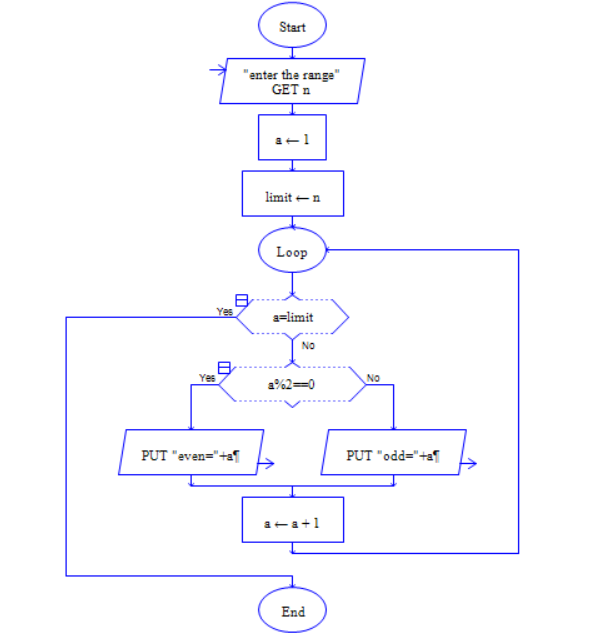 Start
"enter the range"
GET n
a ← 1
limit ← n
Loop
Yes
a=limit
No
Yes
a%2==0
No
PUT "even="+a¶
PUT "odd="+a¶
a ← a + 1
End